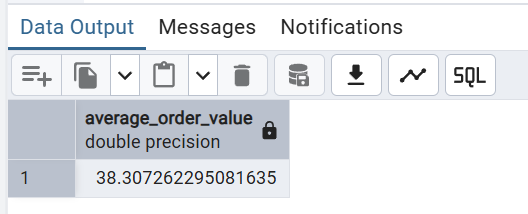 Data Output Messages Notifications
SQL
average_order_value
double precision
1 38.307262295081635